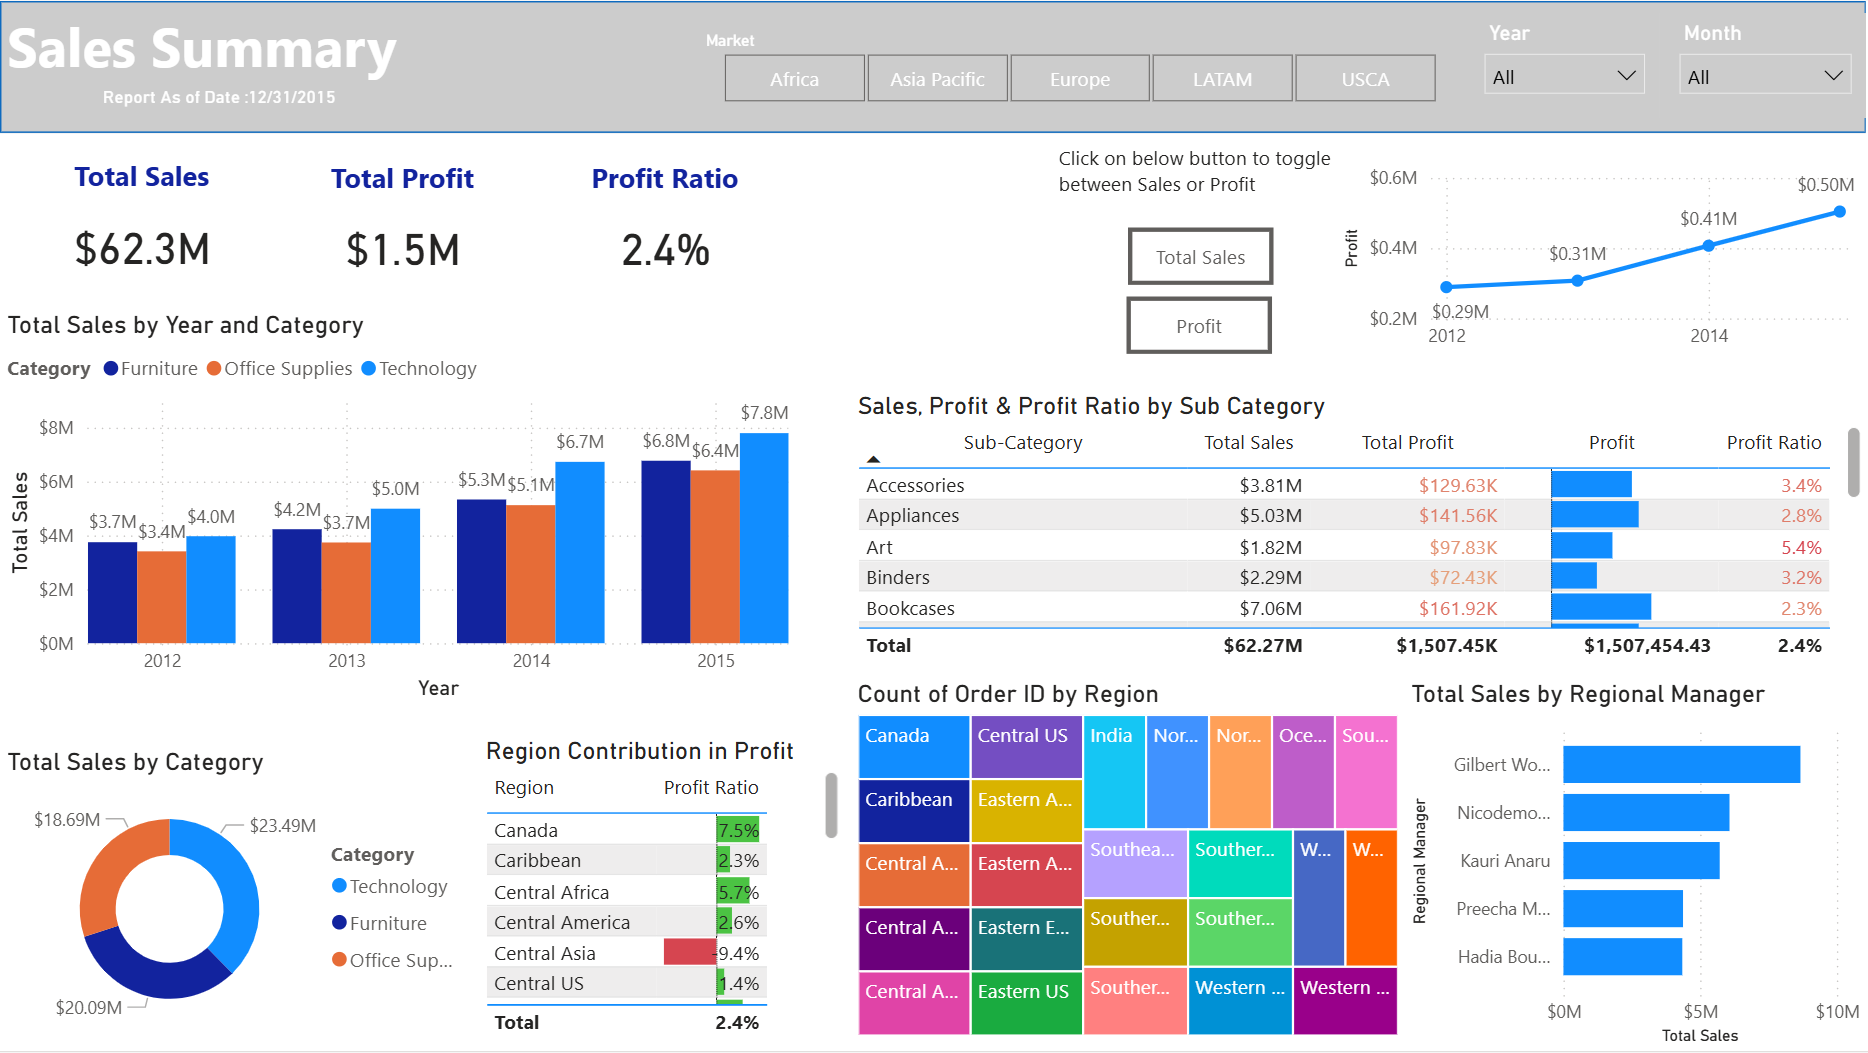 Sales Summary
Report As of Date :12/31/2015
Market
Africa
Asia Pacific
Europe
LATAM
USCA
Year
All
Month
All
Total Sales
$62.3M
Total Profit
$1.5M
Profit Ratio
2.4%
Click on below button to toggle
between Sales or Profit
Total Sales
Profit
Profit
$0.6M
$0.4M
$0.2M
$0.29M
$0.31M
$0.41M
$0.50M
2012
2014
Total Sales by Year and Category
Category Furniture Office Supplies Technology
Total Sales
$8M
$6M
$4M
$2M
$0M
$3.7M
$3.4M
$4.0M
$4.2M
$3.7M
$5.0M
$5.3M
$5.1M
$6.7M
$6.8M
$6.4M
$7.8M
2012 2013 2014 2015
Year
Sales, Profit & Profit Ratio by Sub Category
Sub-Category Total Sales Total Profit Profit Profit Ratio
Accessories $3.81M $129.63K 3.4%
Appliances $5.03M $141.56K 2.8%
Art $1.82M $97.83K 5.4%
Binders $2.29M $72.43K 3.2%
Bookcases $7.06M $161.92K 2.3%
Total $62.27M $1,507.45K $1,507,454.43 2.4%
Total Sales by Category
$18.69M
$23.49M
$20.09M
Category
Technology
Furniture
Office Sup...
Region Contribution in Profit
Region Profit Ratio
Canada 7.5%
Caribbean 2.3%
Central Africa 5.7%
Central America 2.6%
Central Asia -9.4%
Central US 1.4%
Total 2.4%
Count of Order ID by Region
Canada
Caribbean
Central A...
Central A...
Central A...
Central US
Eastern A...
Eastern A...
Eastern E...
Eastern US
India
Nor...
Nor...
Oce...
Sou...
Southea...
Souther...
W...
W...
Souther...
Souther...
Souther...
Western ...
Western ...
Total Sales by Regional Manager
Regional Manager
Gilbert Wo...
Nicodemo...
Kauri Anaru
Preecha M...
Hadia Bou...
$0M $5M $10M
Total Sales